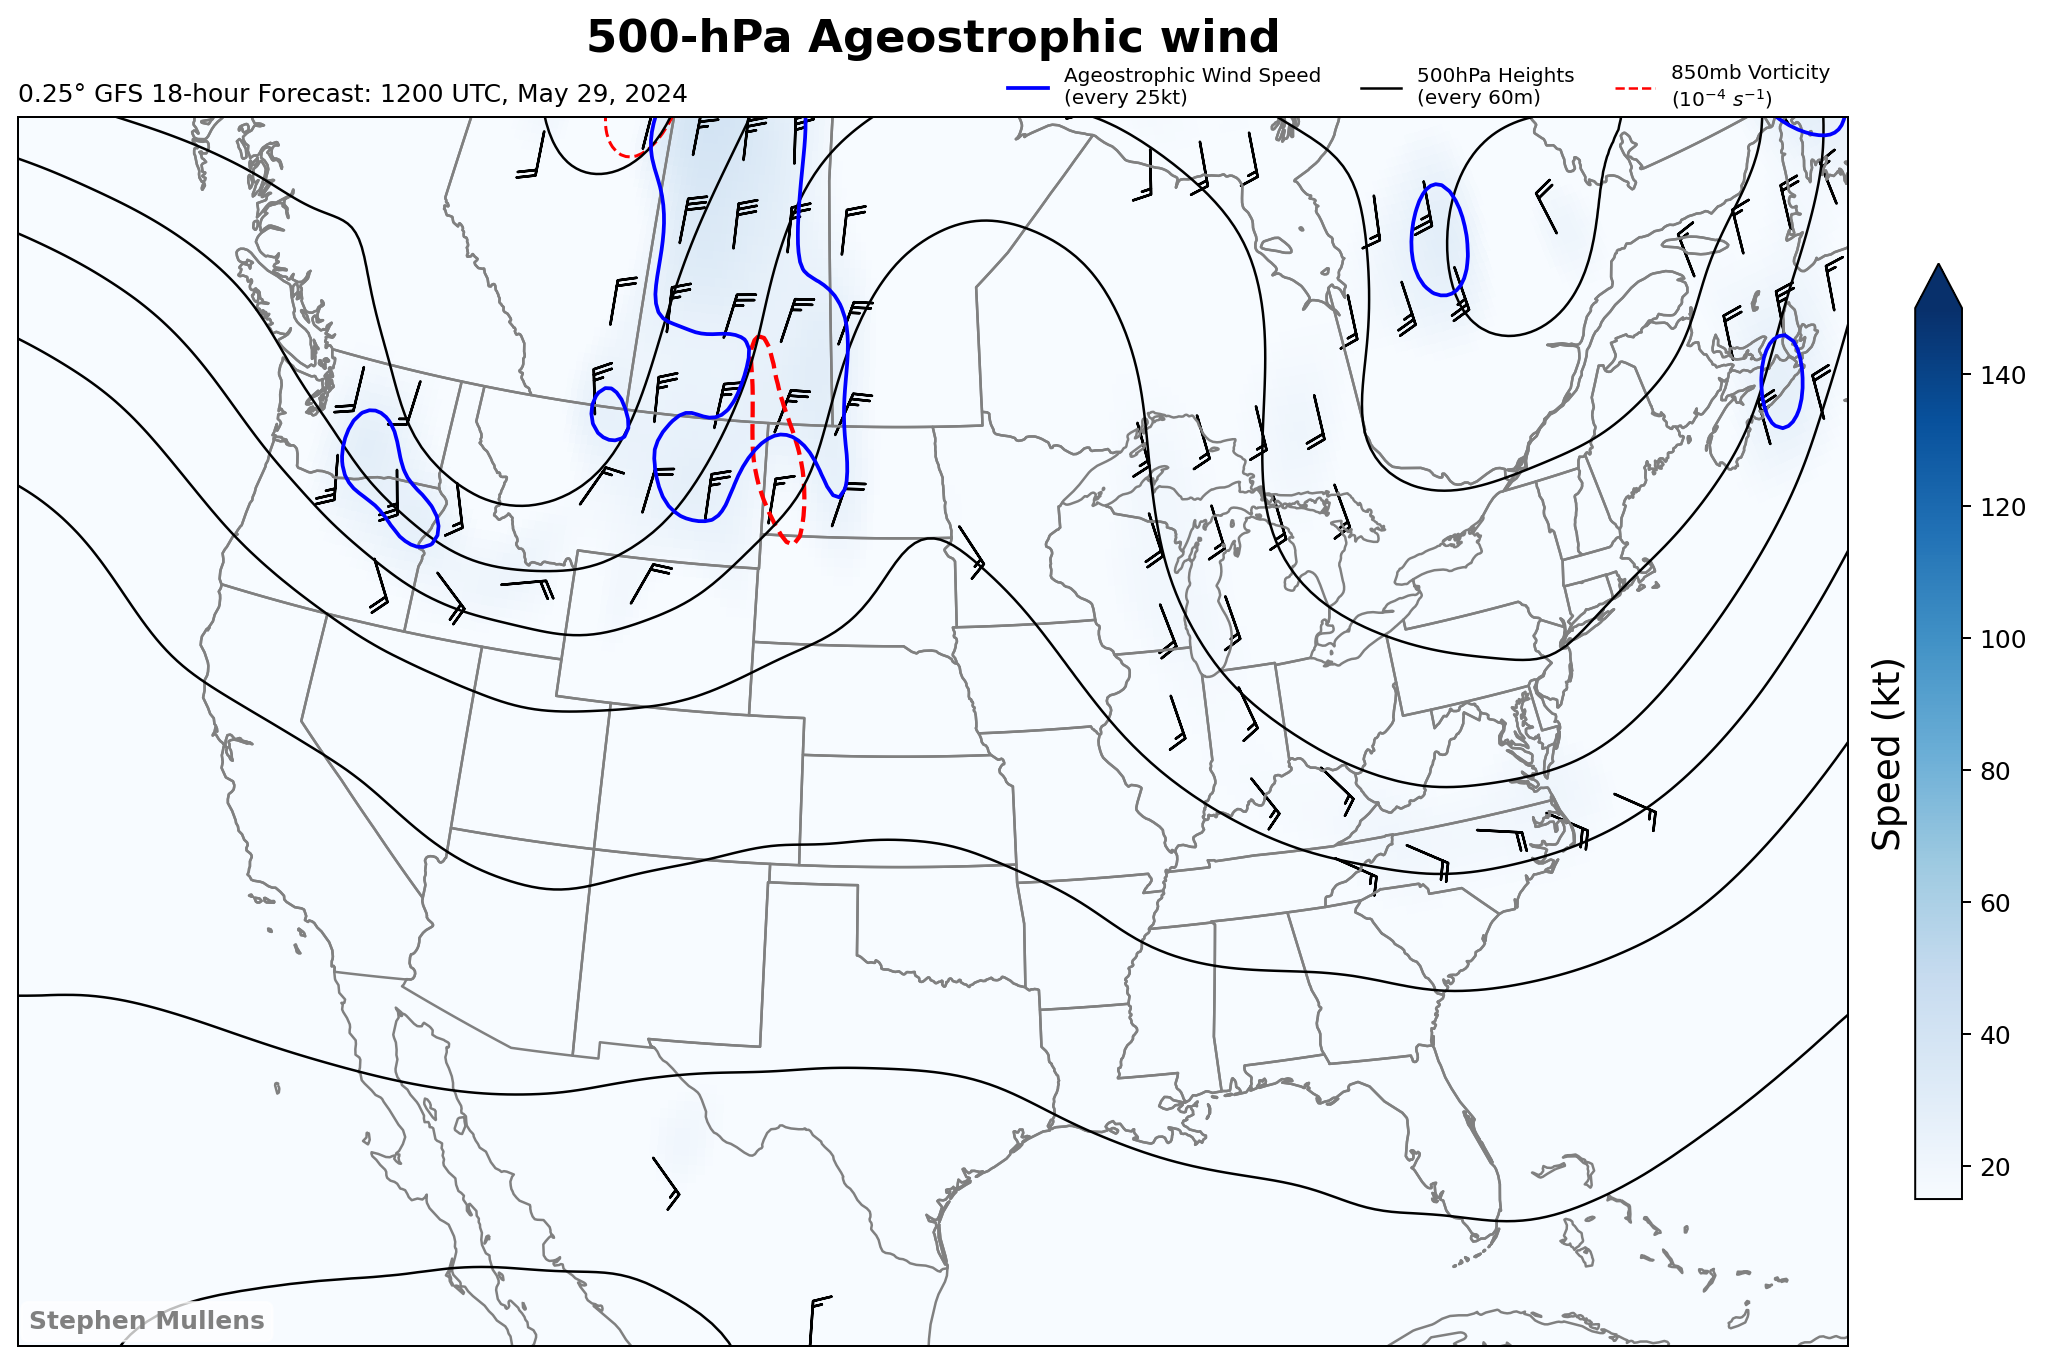 500-hPa Ageostrophic wind
0.25° GFS 18-hour Forecast: 1200 UTC, May 29, 2024
Ageostrophic Wind Speed
(every 25kt)
500hPa Heights
(every 60m)
850mb Vorticity
(10⁻⁴ s⁻¹)
140
120
100
80
60
40
20
Speed (kt)
Stephen Mullens